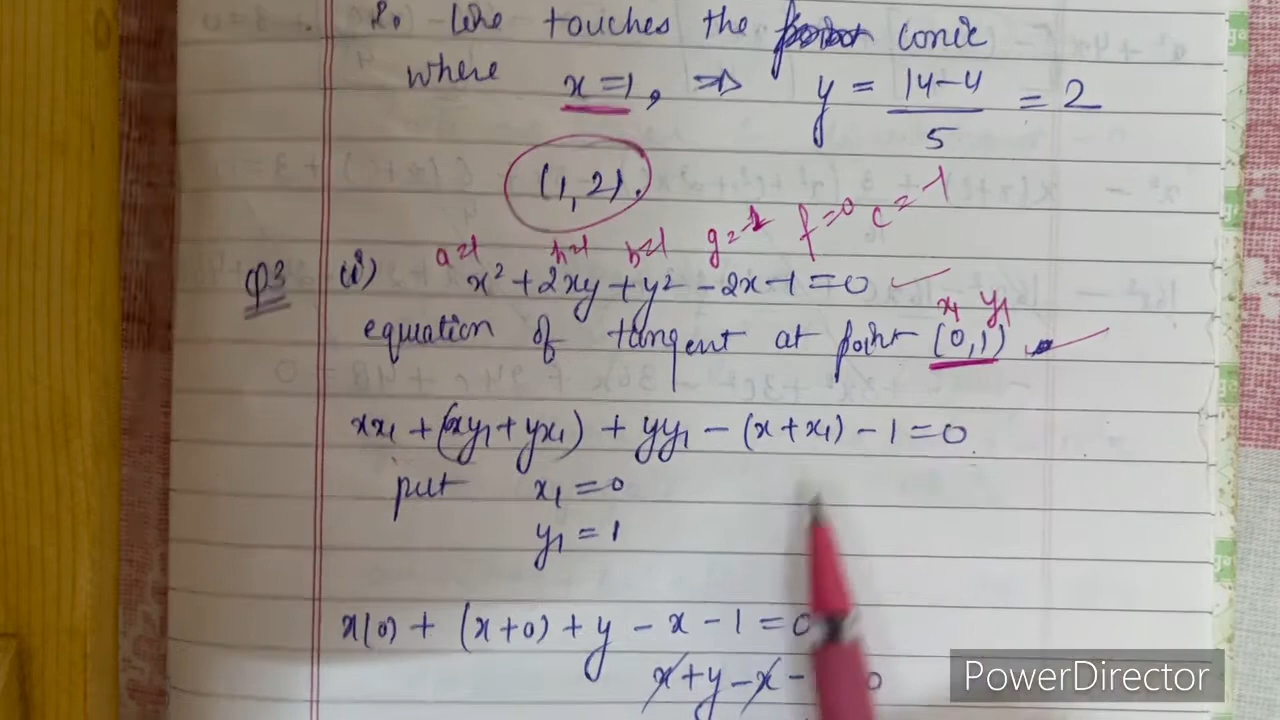 line touches the conic
where x=1, ⇒ y = 14-4/5 = 2
(1,2).
a=1 h=1 b=1 g=-1 f=0 c=-1
Q3 (i) x² + 2xy + y² - 2x - 1 = 0
x₁ y₁
equation of tangent at point (0,1)
xx₁ + (xy₁ + yx₁) + yy₁ - (x + x₁) - 1 = 0
put x₁ = 0
y₁ = 1
x(0) + (x+0) + y - x - 1 = 0
x + y - x -
PowerDirector